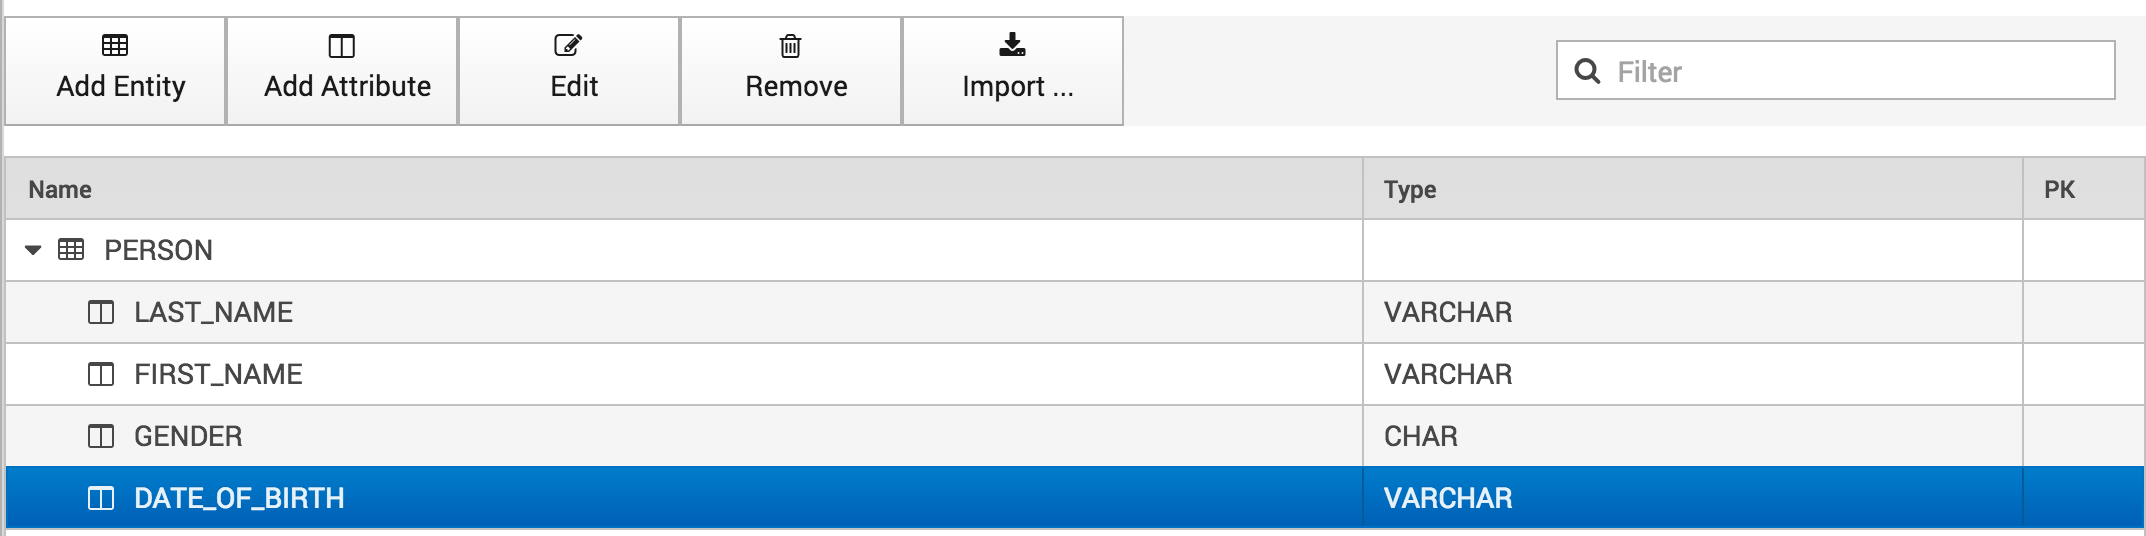 Add Entity Add Attribute Edit Remove Import ... Filter
Name Type PK
PERSON
LAST_NAME VARCHAR
FIRST_NAME VARCHAR
GENDER CHAR
DATE_OF_BIRTH VARCHAR